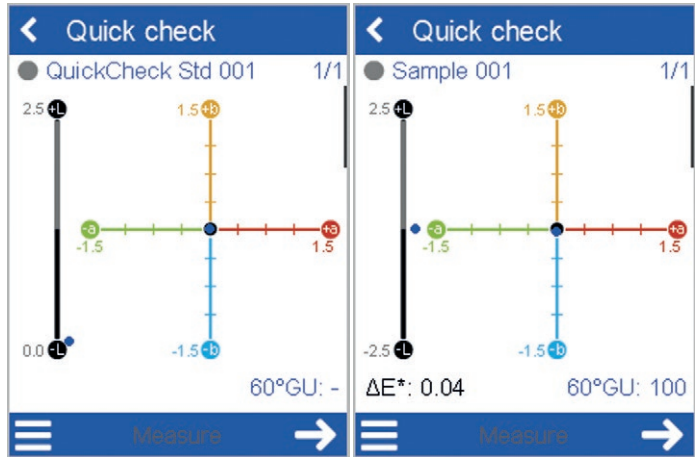 Quick check
QuickCheck Std 001 1/1
2.5 +L 1.5 +b
-a +a
-1.5 1.5
0.0 -L -1.5 -b
60°GU: -
Measure
Quick check
Sample 001 1/1
2.5 +L 1.5 +b
-a +a
-1.5 1.5
-2.5 -L -1.5 -b
ΔE*: 0.04 60°GU: 100
Measure